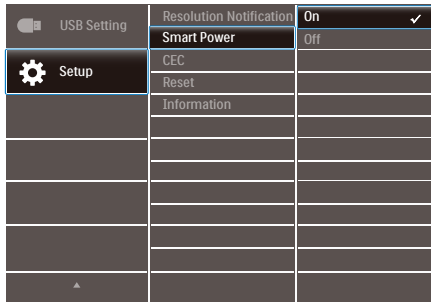 USB Setting
Setup
Resolution Notification
Smart Power
CEC
Reset
Information
On
Off